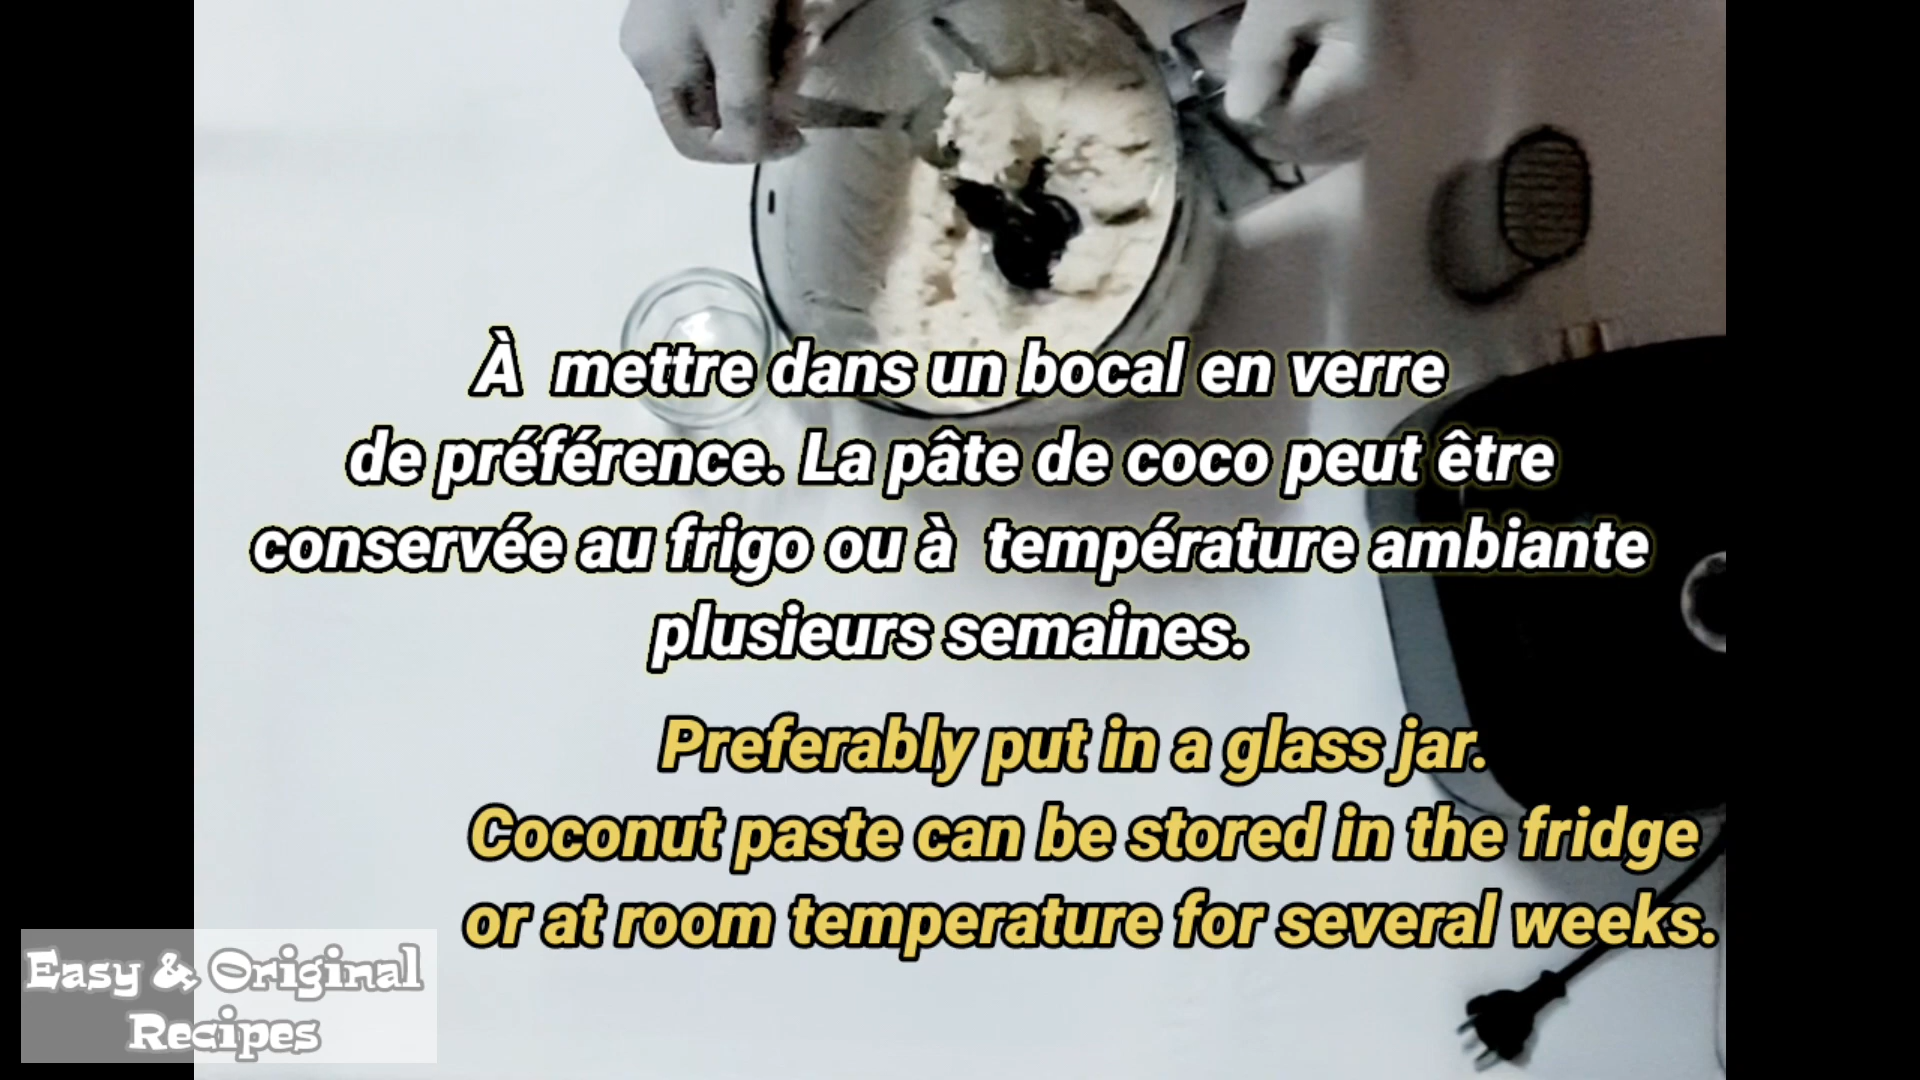 À mettre dans un bocal en verre
de préférence. La pâte de coco peut être
conservée au frigo ou à température ambiante
plusieurs semaines.
Preferably put in a glass jar.
Coconut paste can be stored in the fridge
or at room temperature for several weeks.
Easy & Original
Recipes